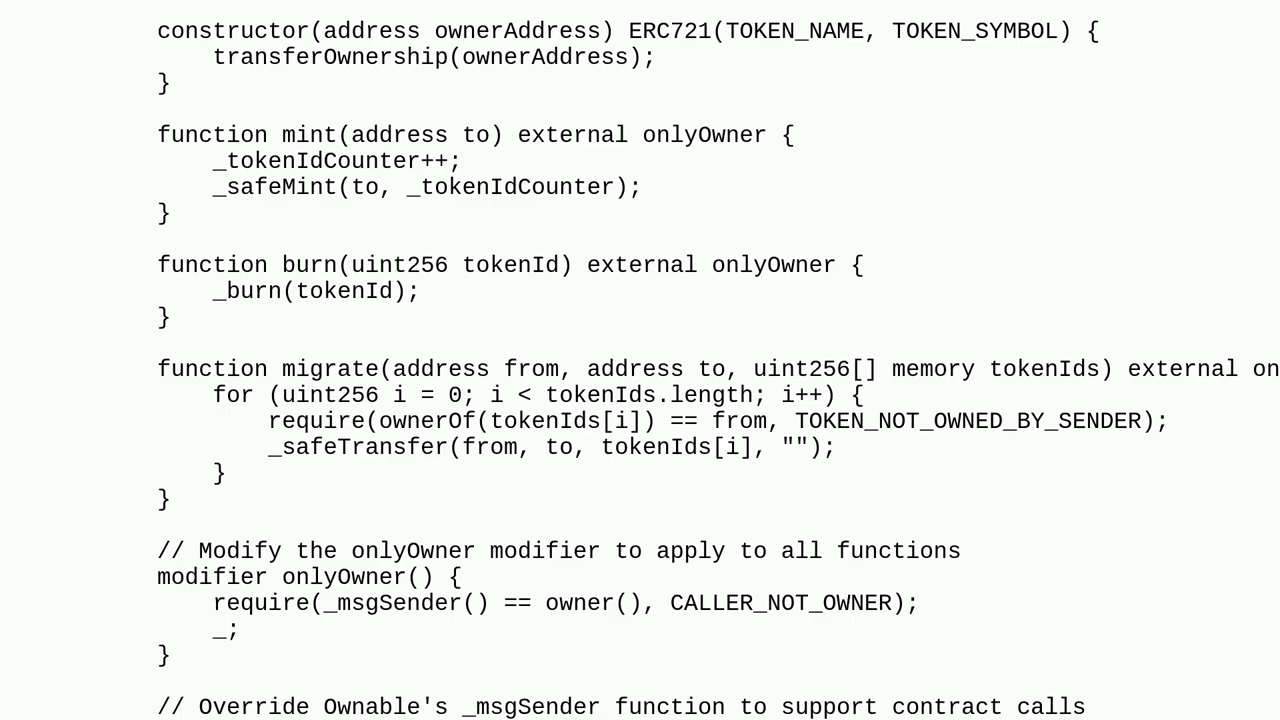 constructor(address ownerAddress) ERC721(TOKEN_NAME, TOKEN_SYMBOL) {
    transferOwnership(ownerAddress);
}

function mint(address to) external onlyOwner {
    _tokenIdCounter++;
    _safeMint(to, _tokenIdCounter);
}

function burn(uint256 tokenId) external onlyOwner {
    _burn(tokenId);
}

function migrate(address from, address to, uint256[] memory tokenIds) external on
    for (uint256 i = 0; i < tokenIds.length; i++) {
        require(ownerOf(tokenIds[i]) == from, TOKEN_NOT_OWNED_BY_SENDER);
        _safeTransfer(from, to, tokenIds[i], "");
    }
}

// Modify the onlyOwner modifier to apply to all functions
modifier onlyOwner() {
    require(_msgSender() == owner(), CALLER_NOT_OWNER);
    _;
}

// Override Ownable's _msgSender function to support contract calls